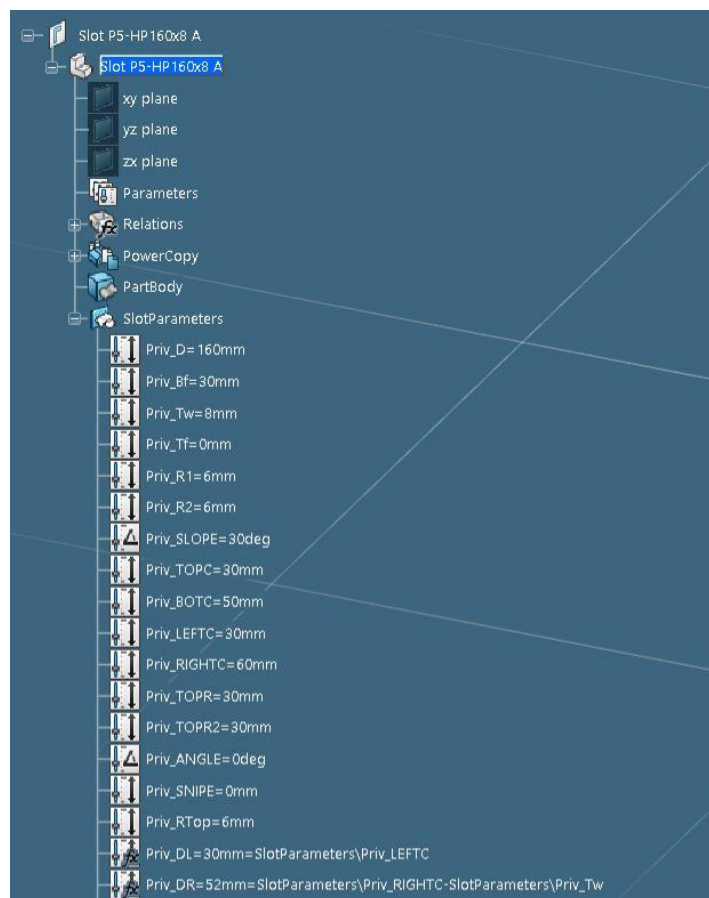 Slot P5-HP160x8 A
Slot P5-HP160x8 A
xy plane
yz plane
zx plane
Parameters
Relations
PowerCopy
PartBody
SlotParameters
Priv_D=160mm
Priv_Bf=30mm
Priv_Tw=8mm
Priv_Tf=0mm
Priv_R1=6mm
Priv_R2=6mm
Priv_SLOPE=30deg
Priv_TOPC=30mm
Priv_BOTC=50mm
Priv_LEFTC=30mm
Priv_RIGHTC=60mm
Priv_TOPR=30mm
Priv_TOPR2=30mm
Priv_ANGLE=0deg
Priv_SNIPE=0mm
Priv_RTop=6mm
Priv_DL=30mm=SlotParameters\Priv_LEFTC
Priv_DR=52mm=SlotParameters\Priv_RIGHTC-SlotParameters\Priv_Tw